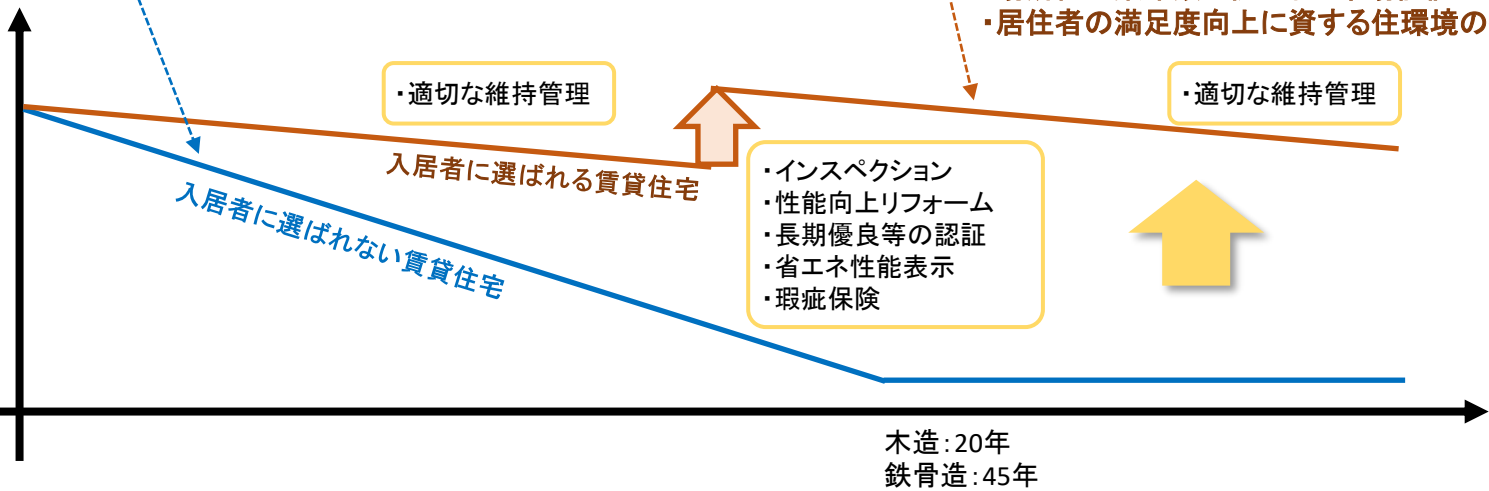 ・居住者の満足度向上に資する住環境の
・適切な維持管理
・適切な維持管理
入居者に選ばれる賃貸住宅
入居者に選ばれない賃貸住宅
・インスペクション
・性能向上リフォーム
・長期優良等の認証
・省エネ性能表示
・瑕疵保険
木造：20年
鉄骨造：45年